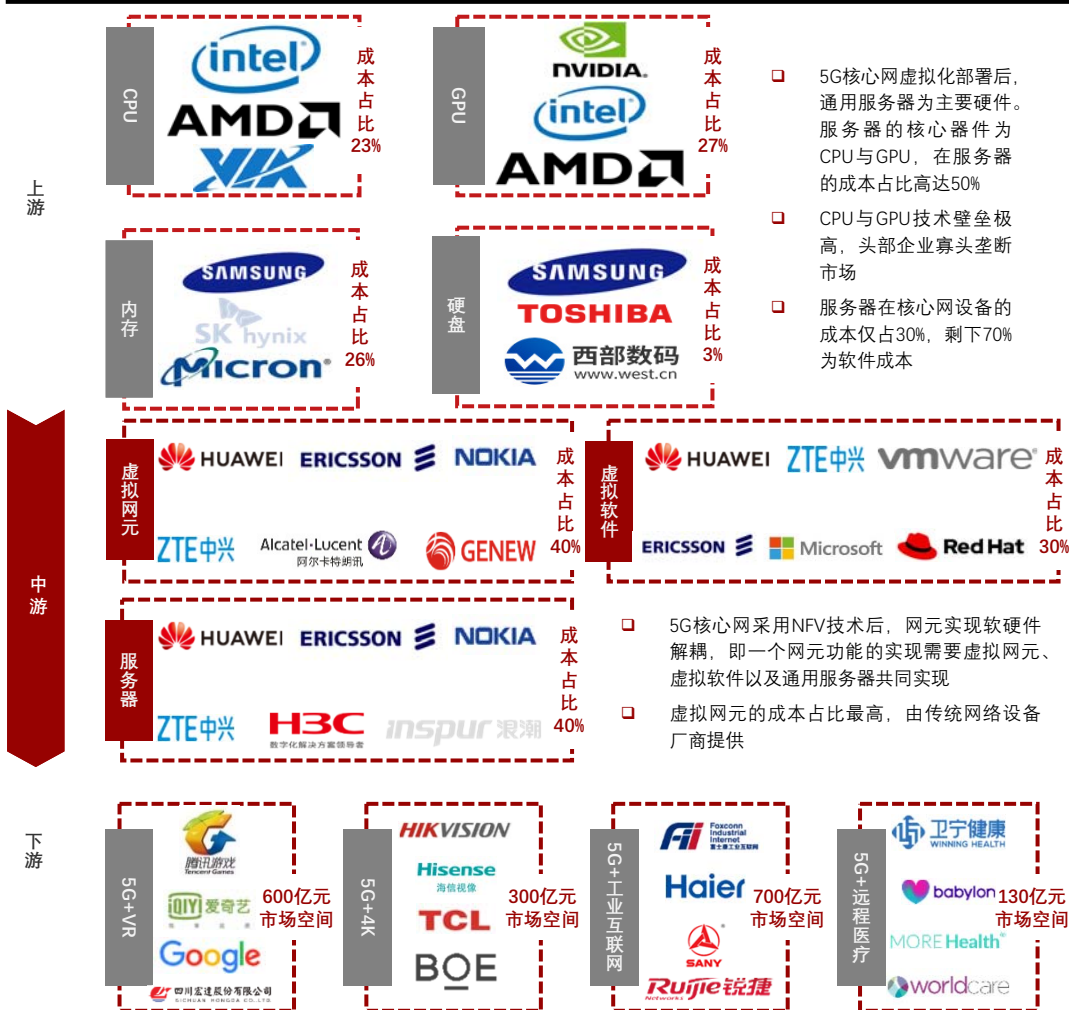 上游
CPU
intel
AMD
VIA
成本占比
23%
GPU
NVIDIA.
intel
AMD
成本占比
27%
5G核心网虚拟化部署后,
通用服务器为主要硬件。
服务器的核心器件为
CPU与GPU, 在服务器
的成本占比高达50%
CPU与GPU技术壁垒极
高, 头部企业寡头垄断
市场
服务器在核心网设备的
成本仅占30%, 剩下70%
为软件成本
内存
SAMSUNG
SK hynix
Micron
成本占比
26%
硬盘
SAMSUNG
TOSHIBA
西部数码
www.west.cn
成本占比
3%
中游
虚拟网元
HUAWEI ERICSSON NOKIA
ZTE中兴 Alcatel·Lucent
阿尔卡特朗讯
GENEW
成本占比
40%
虚拟软件
HUAWEI ZTE中兴 vmware
ERICSSON Microsoft Red Hat
成本占比
30%
服务器
HUAWEI ERICSSON NOKIA
ZTE中兴 H3C
数字化解决方案领导者
inspur 浪潮
成本占比
40%
5G核心网采用NFV技术后, 网元实现软硬件
解耦, 即一个网元功能的实现需要虚拟网元、
虚拟软件以及通用服务器共同实现
虚拟网元的成本占比最高, 由传统网络设备
厂商提供
下游
5G+VR
腾讯游戏
Tencent Games
iQIY 爱奇艺
Google
四川宏达股份有限公司
SICHUAN HONGDA CO.,LTD
600亿元
市场空间
5G+4K
HIKVISION
Hisense
海信视像
TCL
BOE
300亿元
市场空间
5G+工业互联网
Fii Foxconn
Industrial
Internet
富士康工业互联网
Haier
SANY
Ruijie锐捷
Networks
700亿元
市场空间
5G+远程医疗
卫宁健康
WINNING HEALTH
babylon
MORE Health
worldcare
130亿元
市场空间